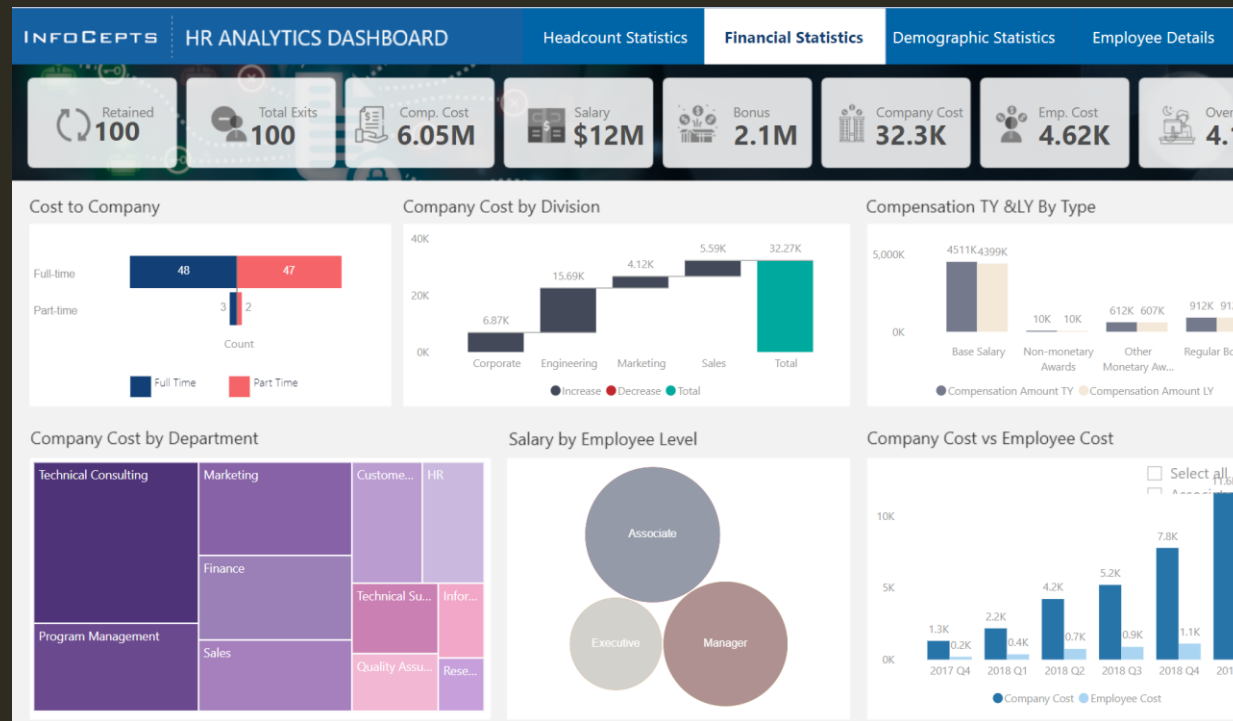 INFOCEPTS HR ANALYTICS DASHBOARD Headcount Statistics Financial Statistics Demographic Statistics Employee Details
Retained
100
Total Exits
100
Comp. Cost
6.05M
Salary
$12M
Bonus
2.1M
Company Cost
32.3K
Emp. Cost
4.62K
Over
4.
Cost to Company
Full-time 48 47
Part-time 3 2
Count
Full Time Part Time
Company Cost by Division
40K
20K
0K
6.87K
15.69K
4.12K
5.59K
32.27K
Corporate Engineering Marketing Sales Total
Increase Decrease Total
Compensation TY &LY By Type
5,000K
0K
4511K 4399K
10K 10K
612K 607K
912K 91
Base Salary
Non-monetary
Awards
Other
Monetary Aw...
Regular Bo
Compensation Amount TY Compensation Amount LY
Company Cost by Department
Technical Consulting
Program Management
Marketing
Finance
Sales
Custome...
HR
Technical Su...
Infor...
Quality Assu...
Rese...
Salary by Employee Level
Associate
Executive
Manager
Company Cost vs Employee Cost
Select all
10K
5K
0K
1.3K 0.2K
2.2K 0.4K
4.2K 0.7K
5.2K 0.9K
7.8K 1.1K
2017 Q4 2018 Q1 2018 Q2 2018 Q3 2018 Q4 201
Company Cost Employee Cost